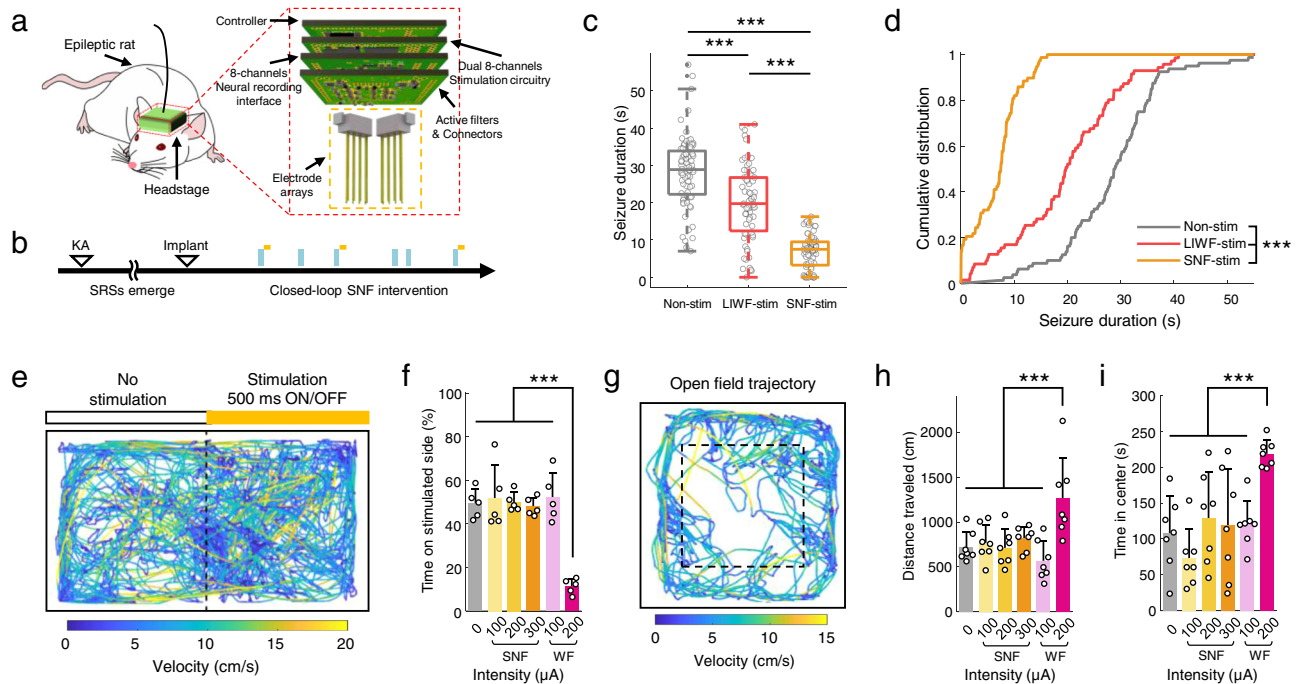 a
Controller
Epileptic rat
8-channels
Neural recording
interface
Dual 8-channels
Stimulation circuitry
Active filters
& Connectors
Electrode
arrays
Headstage
b
KA
Implant
SRSs emerge
Closed-loop SNF intervention
c
***
***
***
Seizure duration (s)
60
50
40
30
20
10
0
Non-stim
LIWF-stim
SNF-stim
d
Cumulative distribution
1
0.8
0.6
0.4
0.2
0
0
10
20
30
40
50
Seizure duration (s)
Non-stim
LIWF-stim
SNF-stim
***
e
No
stimulation
Stimulation
500 ms ON/OFF
0
5
10
15
20
Velocity (cm/s)
f
***
Time on stimulated side (%)
100
80
60
40
20
0
0
100
200
300
100
200
SNF
WF
Intensity (µA)
g
Open field trajectory
0
5
10
15
Velocity (cm/s)
h
***
Distance traveled (cm)
2000
1500
1000
500
0
0
100
200
300
100
200
SNF
WF
Intensity (µA)
i
***
Time in center (s)
300
250
200
150
100
50
0
0
100
200
300
100
200
SNF
WF
Intensity (µA)